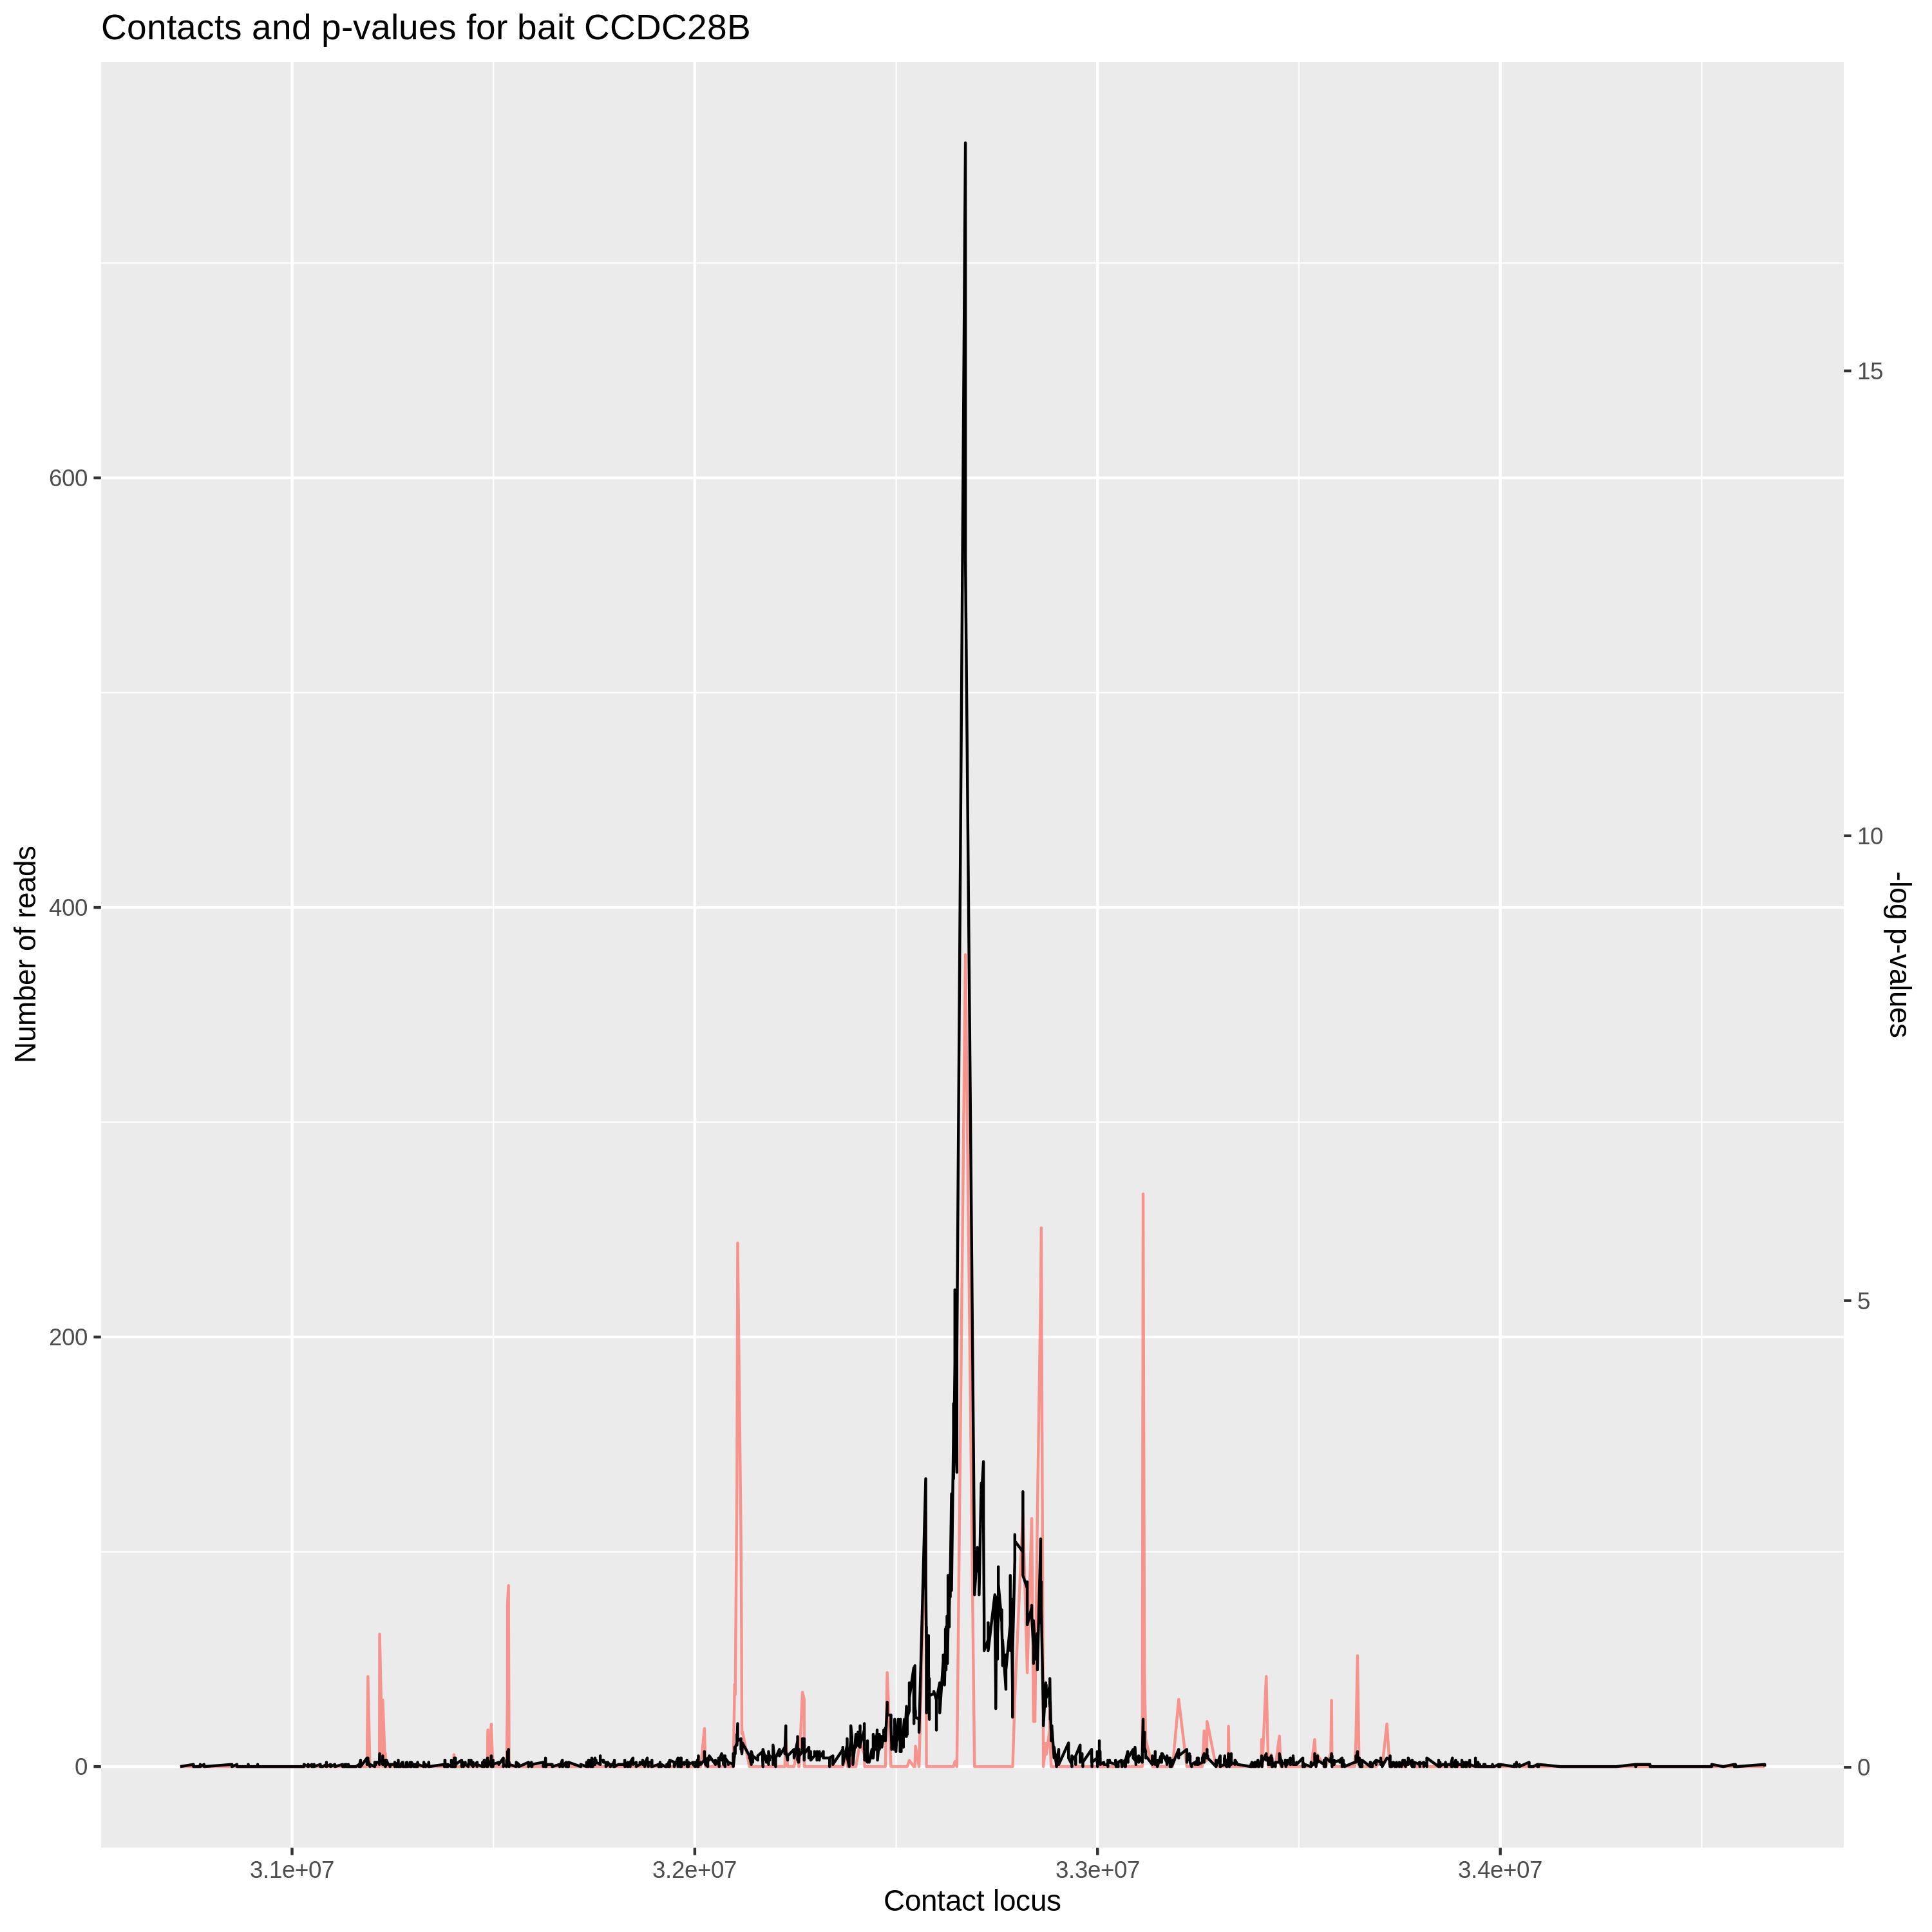 Contacts and p-values for bait CCDC28B
Number of reads
600
400
200
0
15
10
5
0
-log p-values
3.1e+07
3.2e+07
3.3e+07
3.4e+07
Contact locus